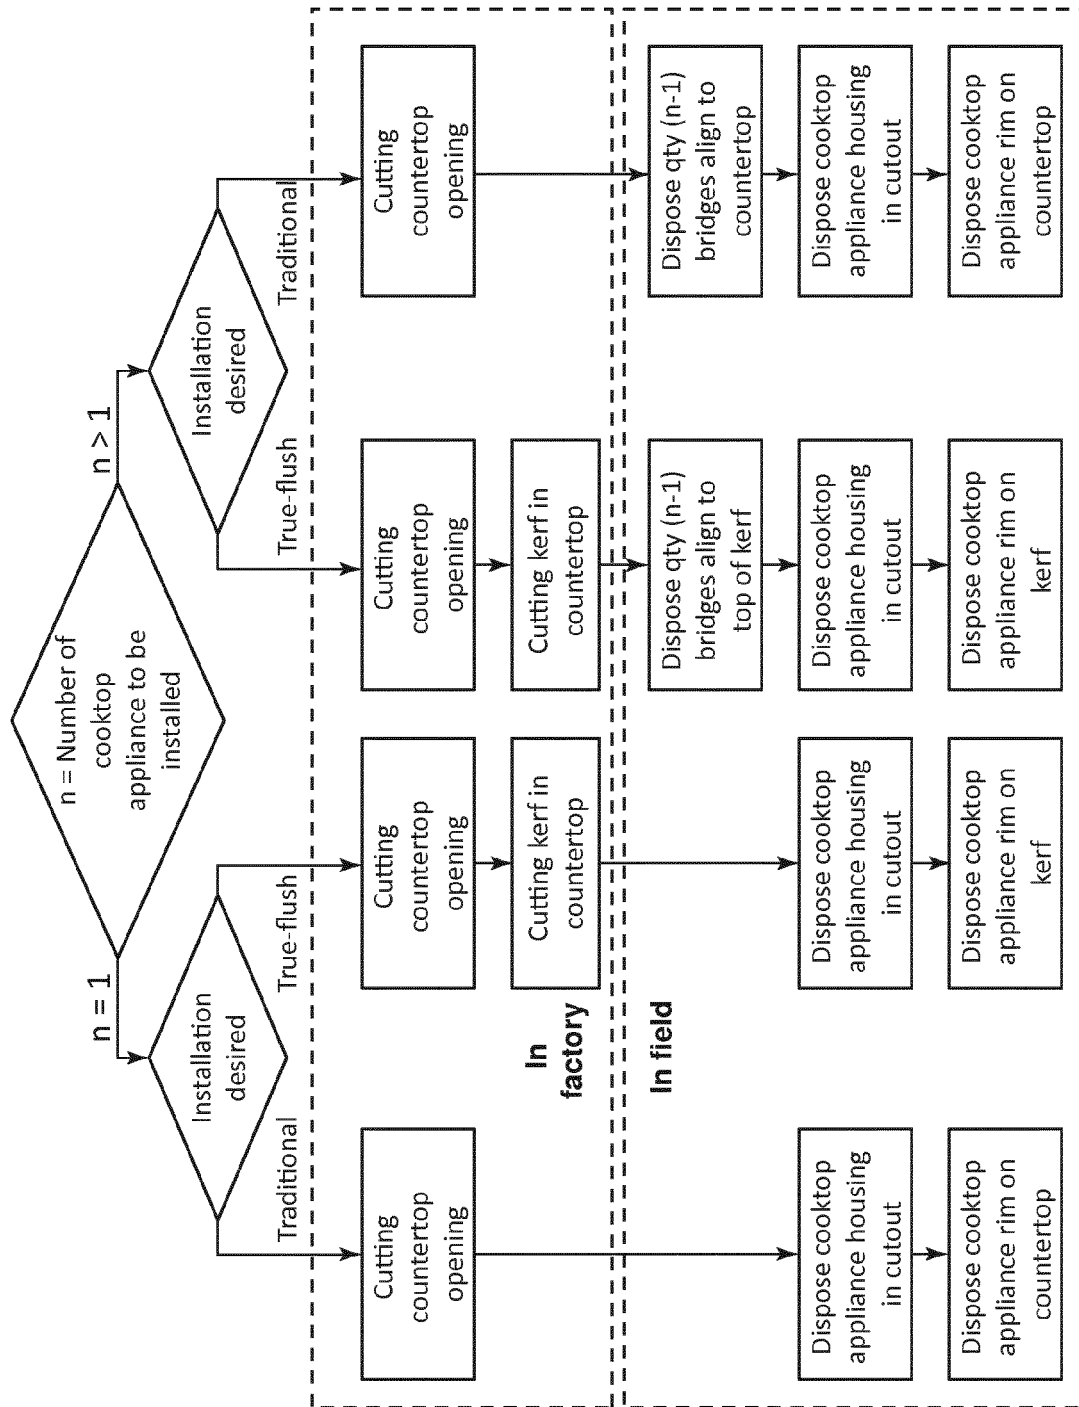 n = Number of
cooktop
appliance to be
installed
n = 1
n > 1
Installation
desired
Installation
desired
Traditional
True-flush
True-flush
Traditional
Cutting
countertop
opening
Cutting
countertop
opening
Cutting
countertop
opening
Cutting
countertop
opening
Cutting kerf in
countertop
Cutting kerf in
countertop
In
factory
In field
Dispose qty (n-1)
bridges align to
top of kerf
Dispose qty (n-1)
bridges align to
countertop
Dispose cooktop
appliance housing
in cutout
Dispose cooktop
appliance housing
in cutout
Dispose cooktop
appliance housing
in cutout
Dispose cooktop
appliance housing
in cutout
Dispose cooktop
appliance rim on
countertop
Dispose cooktop
appliance rim on
kerf
Dispose cooktop
appliance rim on
kerf
Dispose cooktop
appliance rim on
countertop